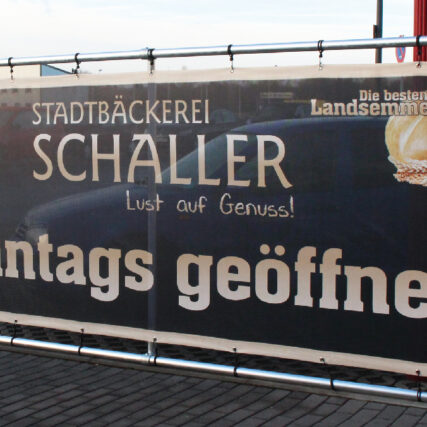 STADTBÄCKEREI
SCHALLER
Lust auf Genuss!
Die besten
Landsemme
ntags geöffne